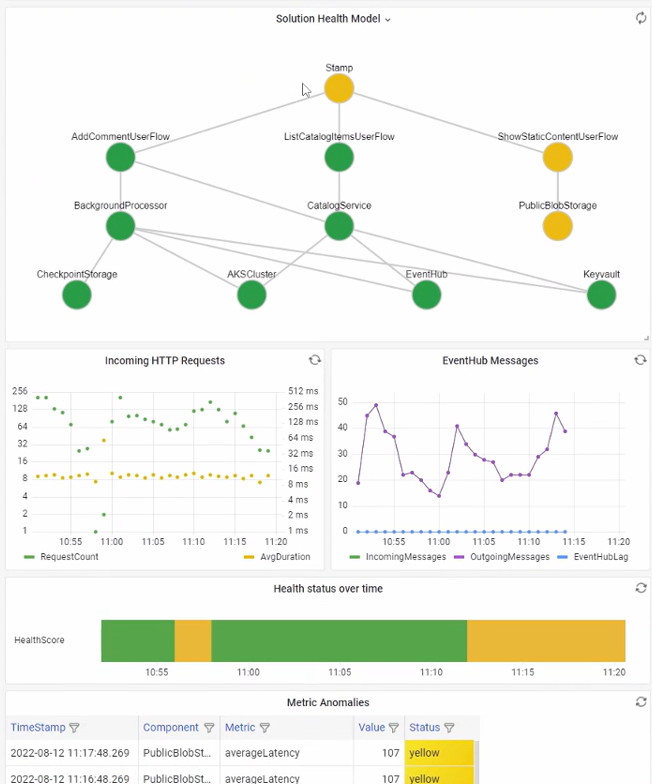 Solution Health Model
Stamp
AddCommentUserFlow ListCatalogItemsUserFlow ShowStaticContentUserFlow
BackgroundProcessor CatalogService PublicBlobStorage
CheckpointStorage AKSCluster EventHub Keyvault
Incoming HTTP Requests
256 512 ms
128 256 ms
64 128 ms
32 64 ms
16 32 ms
8 16 ms
4 8 ms
2 4 ms
1 2 ms
1 ms
10:55 11:00 11:05 11:10 11:15 11:20
RequestCount AvgDuration
EventHub Messages
50
40
30
20
10
0
10:55 11:00 11:05 11:10 11:15 11:20
IncomingMessages OutgoingMessages EventHubLag
Health status over time
HealthScore
10:55 11:00 11:05 11:10 11:15 11:20
Metric Anomalies
TimeStamp Component Metric Value Status
2022-08-12 11:17:48.269 PublicBlobSt... averageLatency 107 yellow
2022-08-12 11:16:48.269 PublicBlobSt... averageLatency 107 yellow